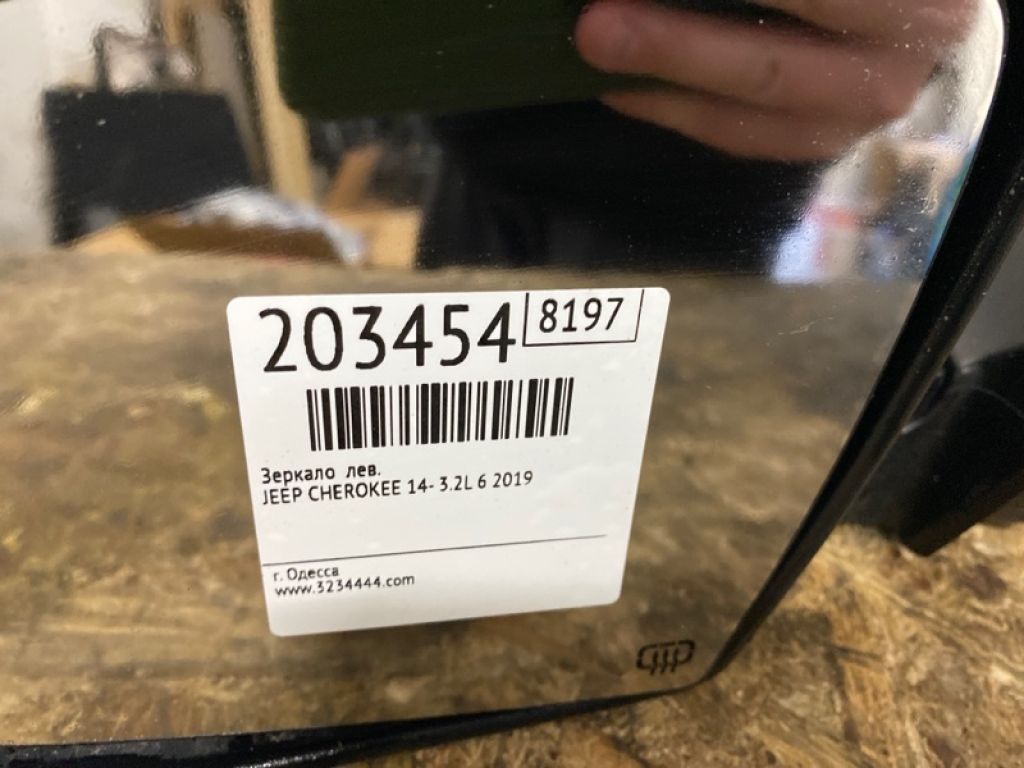 203454 8197
Зеркало лев.
JEEP CHEROKEE 14- 3.2L 6 2019
г. Одесса
www.3234444.com